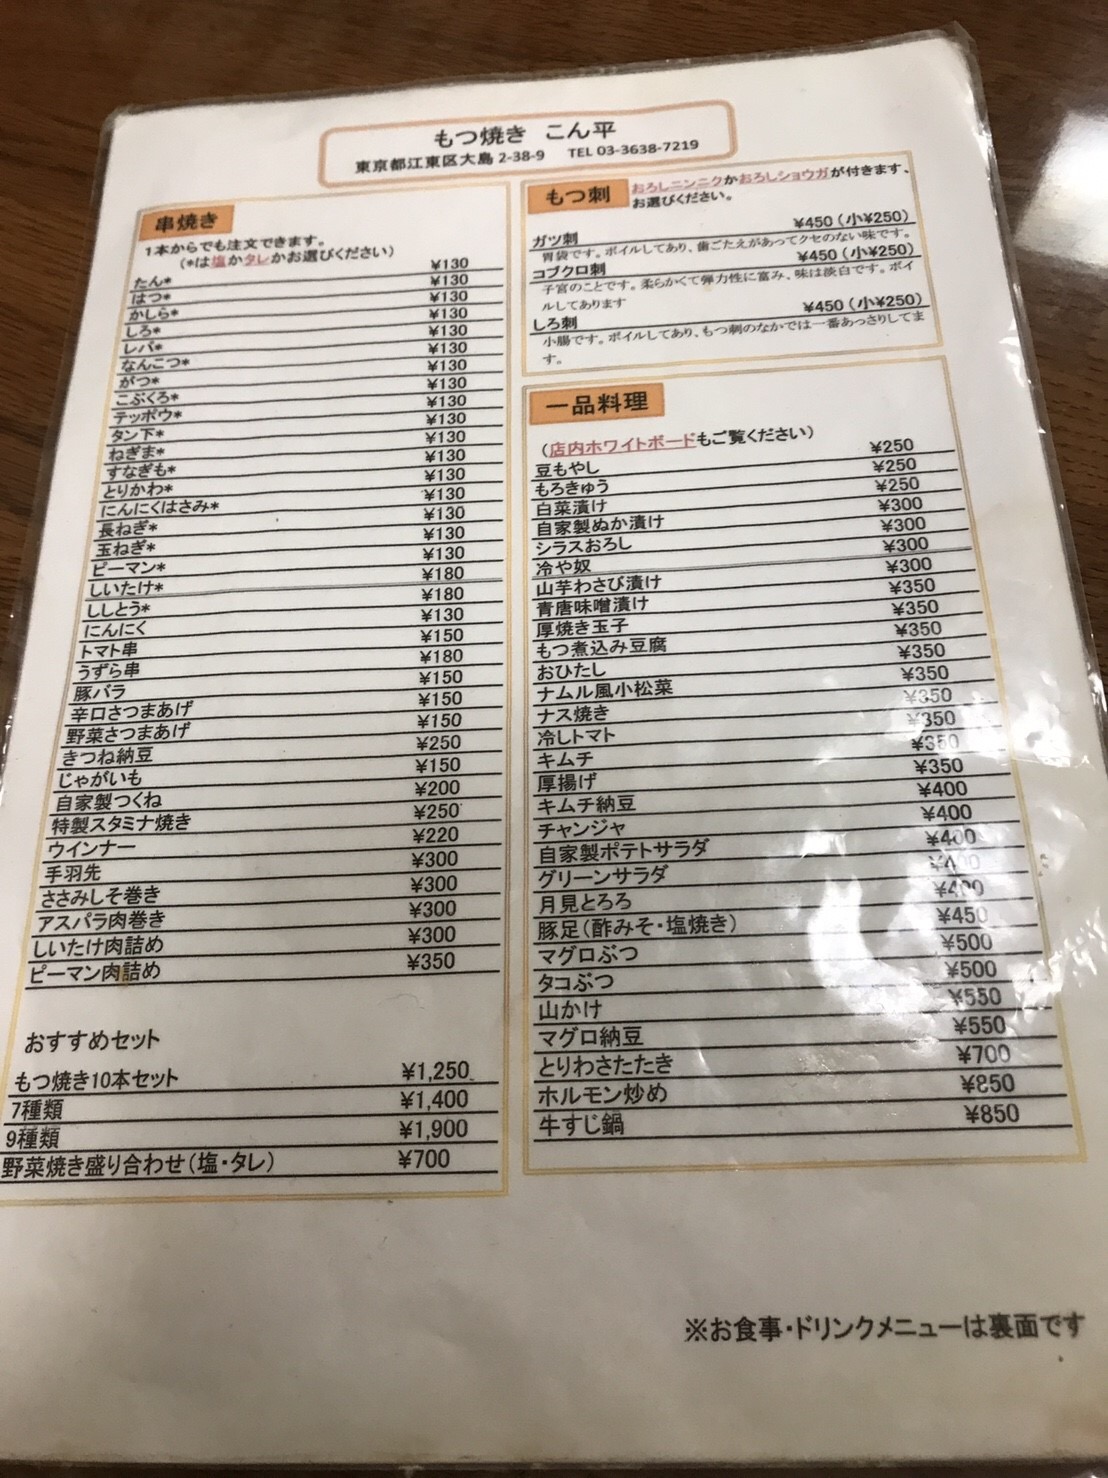 もつ焼き こん平
東京都江東区大島 2-38-9 TEL 03-3638-7219
串焼き
1本からでも注文できます。
(*は塩かタレかお選びください)
たん* ¥130
はつ* ¥130
かしら* ¥130
しろ* ¥130
レバ* ¥130
なんこつ* ¥130
がつ* ¥130
こぶくろ* ¥130
テッポウ* ¥130
タン下* ¥130
ねぎま* ¥130
すなぎも* ¥130
とりかわ* ¥130
にんにくはさみ* ¥130
長ねぎ* ¥130
玉ねぎ* ¥130
ピーマン* ¥130
しいたけ* ¥180
ししとう* ¥180
にんにく ¥130
トマト串 ¥150
うずら串 ¥180
豚バラ ¥150
辛口さつまあげ ¥150
野菜さつまあげ ¥150
きつね納豆 ¥250
じゃがいも ¥150
自家製つくね ¥200
特製スタミナ焼き ¥250
ウインナー ¥220
手羽先 ¥300
ささみしそ巻き ¥300
アスパラ肉巻き ¥300
しいたけ肉詰め ¥300
ピーマン肉詰め ¥350
おすすめセット
もつ焼き10本セット ¥1,250
7種類 ¥1,400
9種類 ¥1,900
野菜焼き盛り合わせ(塩・タレ) ¥700
もつ刺
おろしニンニクかおろしショウガが付きます、
お選びください。
ガツ刺 ¥450(小¥250)
胃袋です。ボイルしてあり、歯ごたえがあってクセのない味です。
コブクロ刺 ¥450(小¥250)
子宮のことです。柔らかくて弾力性に富み、味は淡白です。ボイ
ルしてあります
しろ刺 ¥450(小¥250)
小腸です。ボイルしてあり、もつ刺のなかでは一番あっさりしてま
す。
一品料理
(店内ホワイトボードもご覧ください)
豆もやし ¥250
もろきゅう ¥250
白菜漬け ¥250
自家製ぬか漬け ¥300
シラスおろし ¥300
冷や奴 ¥300
山芋わさび漬け ¥300
青唐味噌漬け ¥350
厚焼き玉子 ¥350
もつ煮込み豆腐 ¥350
おひたし ¥350
ナムル風小松菜 ¥350
ナス焼き ¥350
冷しトマト ¥350
キムチ ¥350
厚揚げ ¥350
キムチ納豆 ¥400
チャンジャ ¥400
自家製ポテトサラダ ¥400
グリーンサラダ ¥400
月見とろろ ¥400
豚足(酢みそ・塩焼き) ¥450
マグロぶつ ¥500
タコぶつ ¥500
山かけ ¥550
マグロ納豆 ¥550
とりわさたたき ¥700
ホルモン炒め ¥850
牛すじ鍋 ¥850
※お食事・ドリンクメニューは裏面です